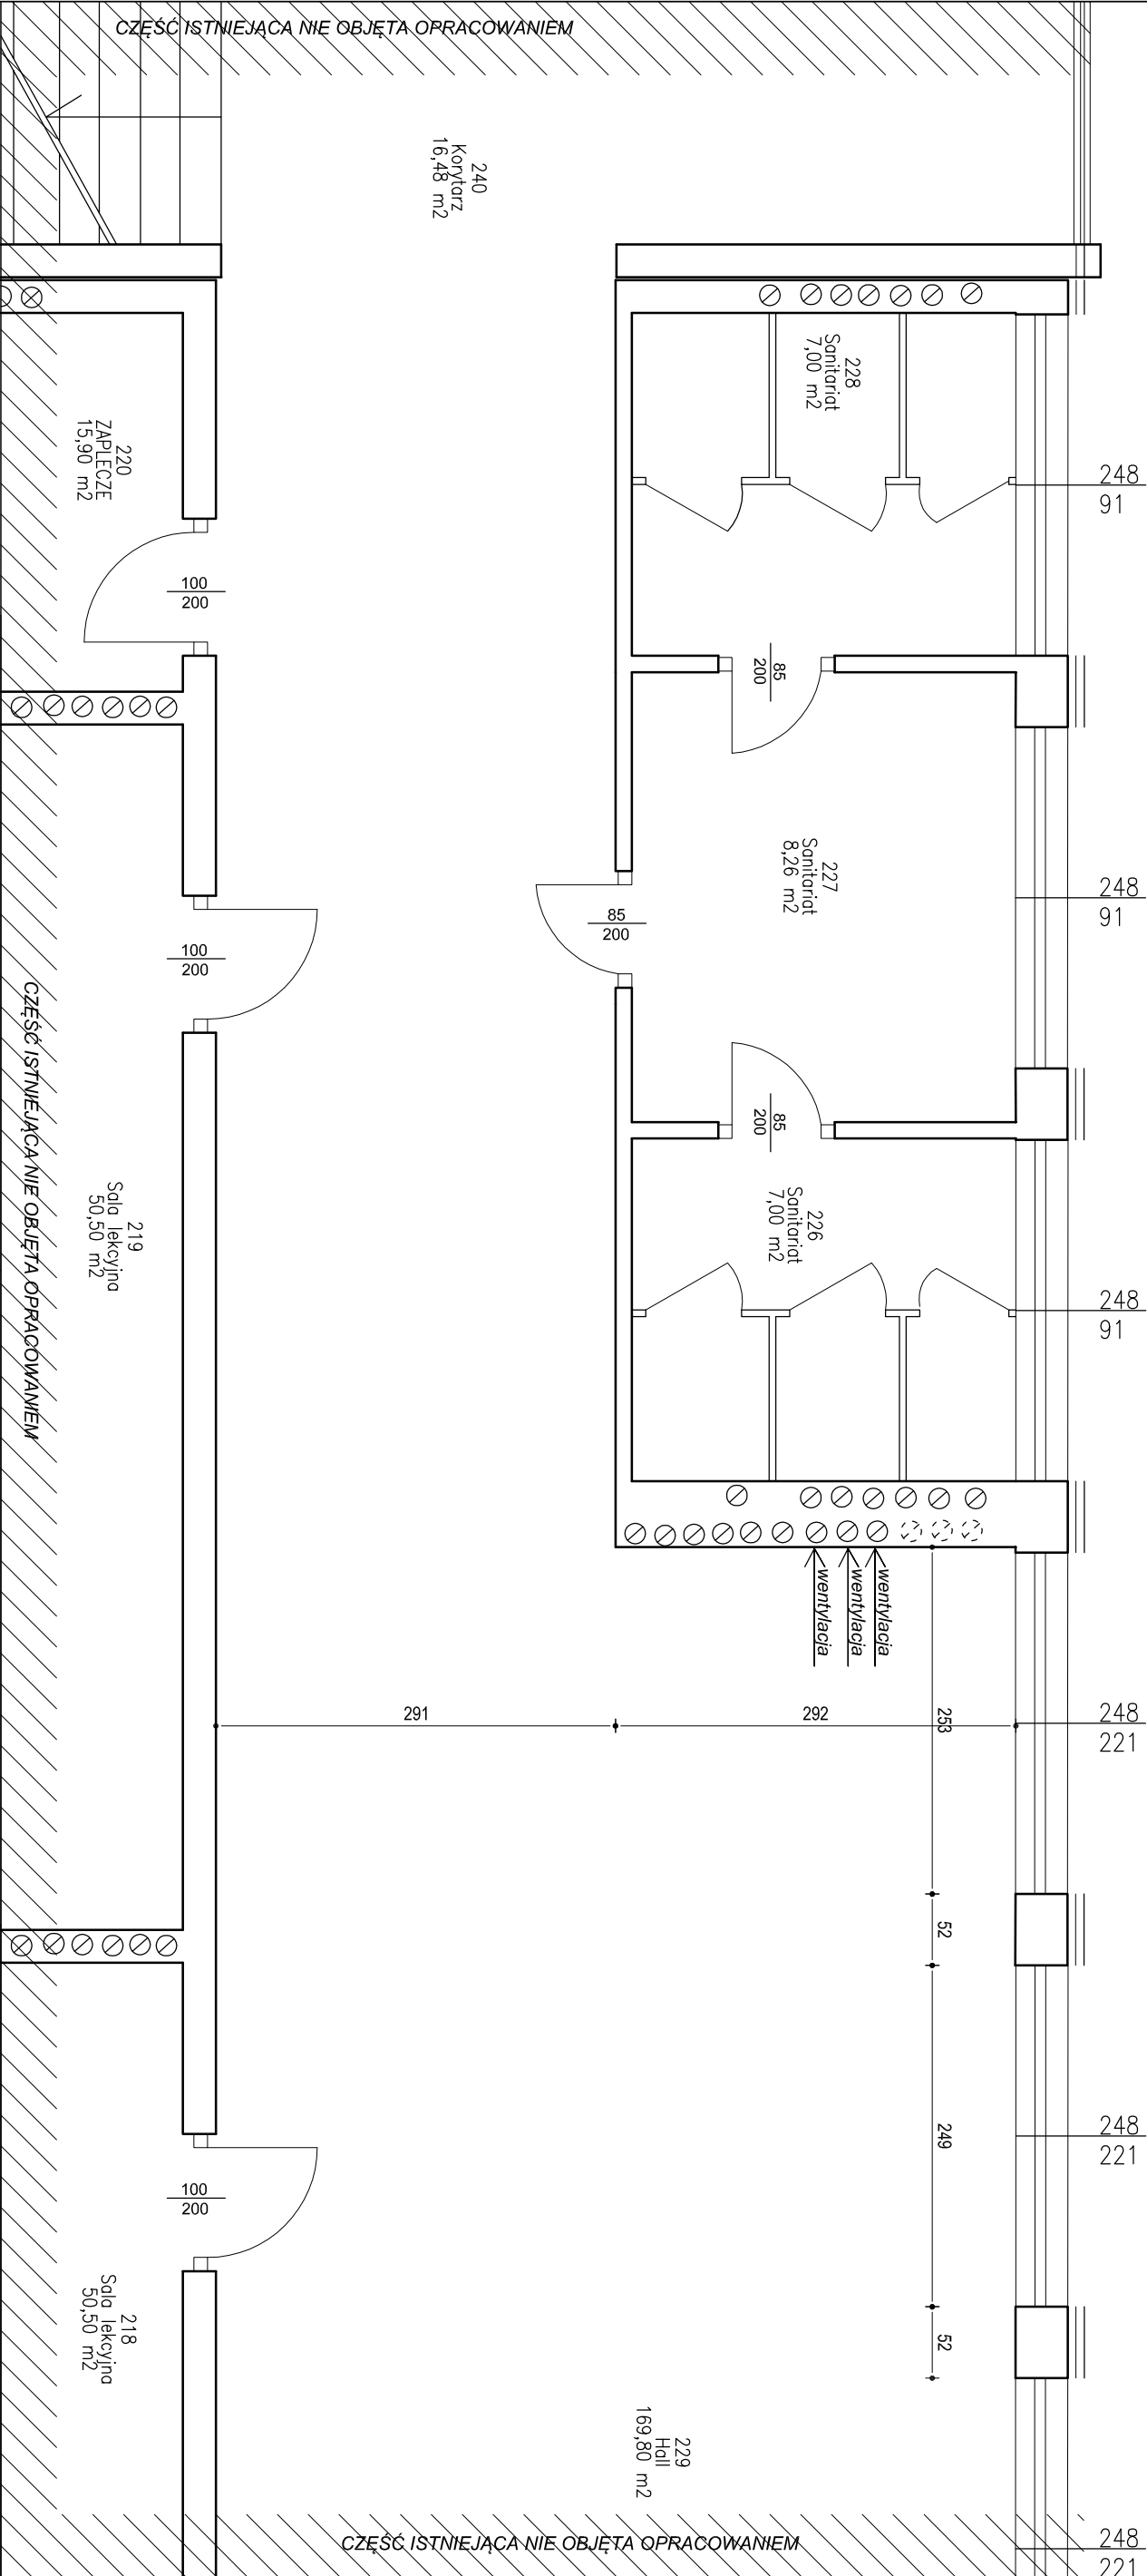 CZĘŚĆ ISTNIEJĄCA NIE OBJĘTA OPRACOWANIEM
240
Korytarz
16,48 m2
228
Sanitariat
7,00 m2
248
91
220
ZAPLECZE
15,90 m2
100
200
85
200
227
Sanitariat
8,26 m2
248
91
85
200
100
200
CZĘŚĆ ISTNIEJĄCA NIE OBJĘTA OPRACOWANIEM
85
200
226
Sanitariat
7,00 m2
219
Sala lekcyjna
50,50 m2
248
91
wentylacja
wentylacja
wentylacja
291
292
253
248
221
52
249
248
221
100
200
218
Sala lekcyjna
50,50 m2
52
229
Hall
169,80 m2
CZĘŚĆ ISTNIEJĄCA NIE OBJĘTA OPRACOWANIEM
248
221